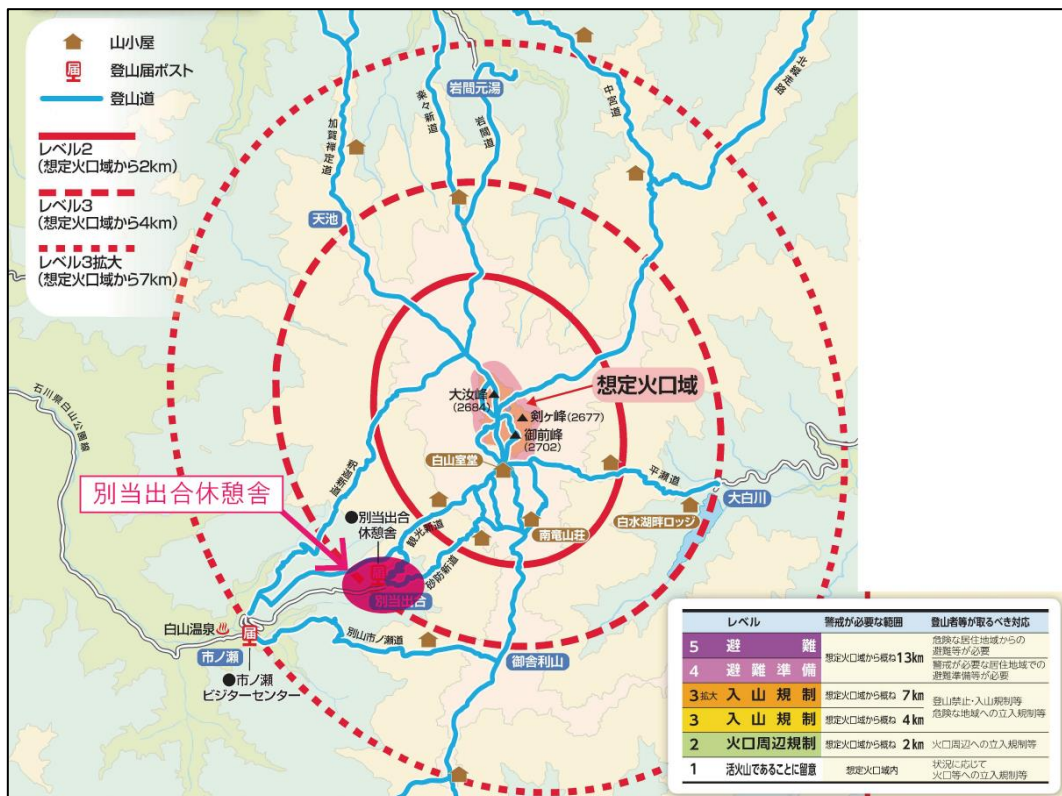 山小屋
届
登山届ポスト
登山道
レベル2
(想定火口域から2km)
レベル3
(想定火口域から4km)
レベル3拡大
(想定火口域から7km)
岩間元湯
楽々新道
岩間道
中宮道
北縦走路
加賀禅定道
天池
石川県白山公園線
大汝峰
(2684)
想定火口域
剣ヶ峰(2677)
御前峰
(2702)
白山室堂
釈迦新道
平瀬道
大白川
白水湖畔ロッジ
別当出合休憩舎
●別当出合
休憩舎
観光新道
南竜山荘
砂防新道
届
別当出合
白山温泉
届
市ノ瀬
別山市ノ瀬道
御舎利山
●市ノ瀬
ビジターセンター
レベル 警戒が必要な範囲 登山者等が取るべき対応
5 避難 想定火口域から概ね13km 危険な居住地域からの
避難等が必要
4 避難準備 警戒が必要な居住地域での
避難準備等が必要
3拡大 入山規制 想定火口域から概ね 7km 登山禁止・入山規制等
危険な地域への立入規制等
3 入山規制 想定火口域から概ね 4km
2 火口周辺規制 想定火口域から概ね 2km 火口周辺への立入規制等
1 活火山であることに留意 想定火口域内 状況に応じて
火口等への立入規制等